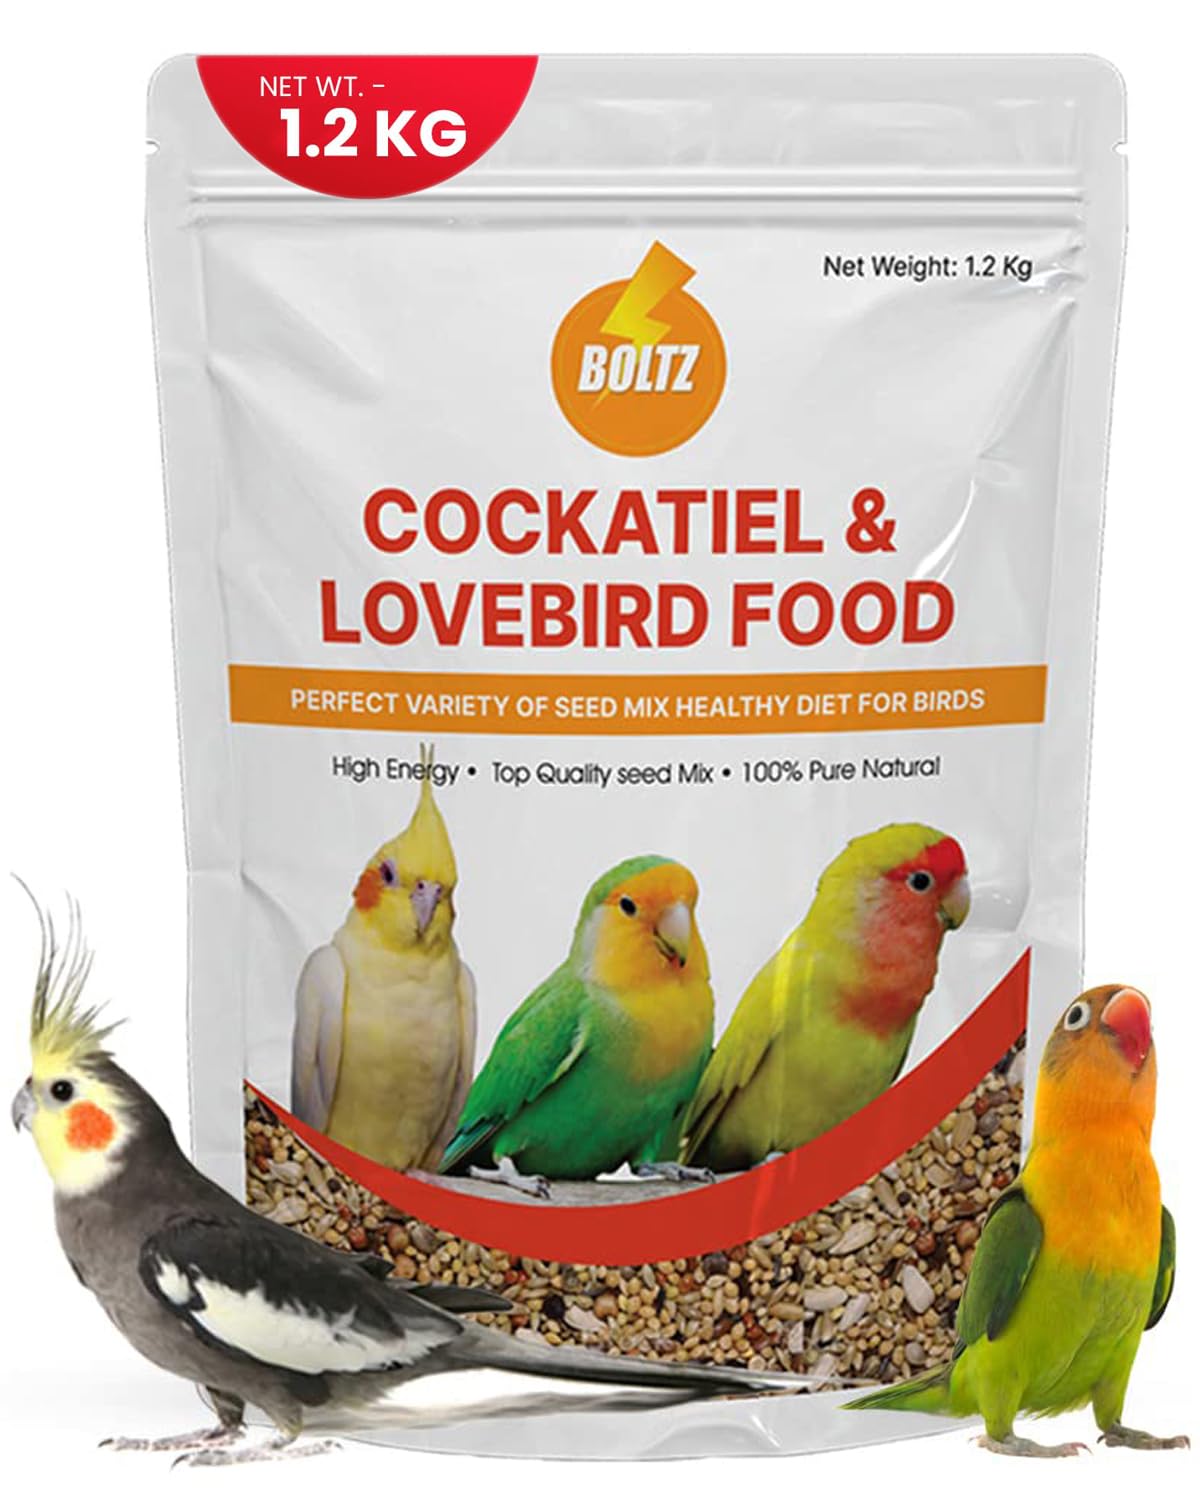 NET WT. -
1.2 KG
Net Weight: 1.2 Kg
BOLTZ
COCKATIEL &
LOVEBIRD FOOD
PERFECT VARIETY OF SEED MIX HEALTHY DIET FOR BIRDS
High Energy • Top Quality seed Mix • 100% Pure Natural